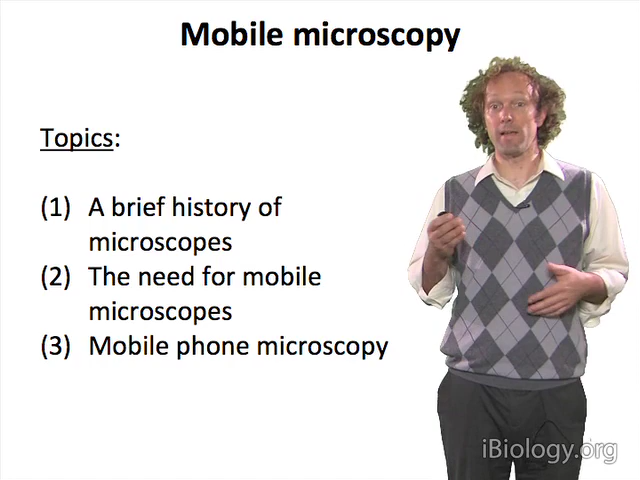 Mobile microscopy
Topics:
(1) A brief history of
microscopes
(2) The need for mobile
microscopes
(3) Mobile phone microscopy
iBiology.org